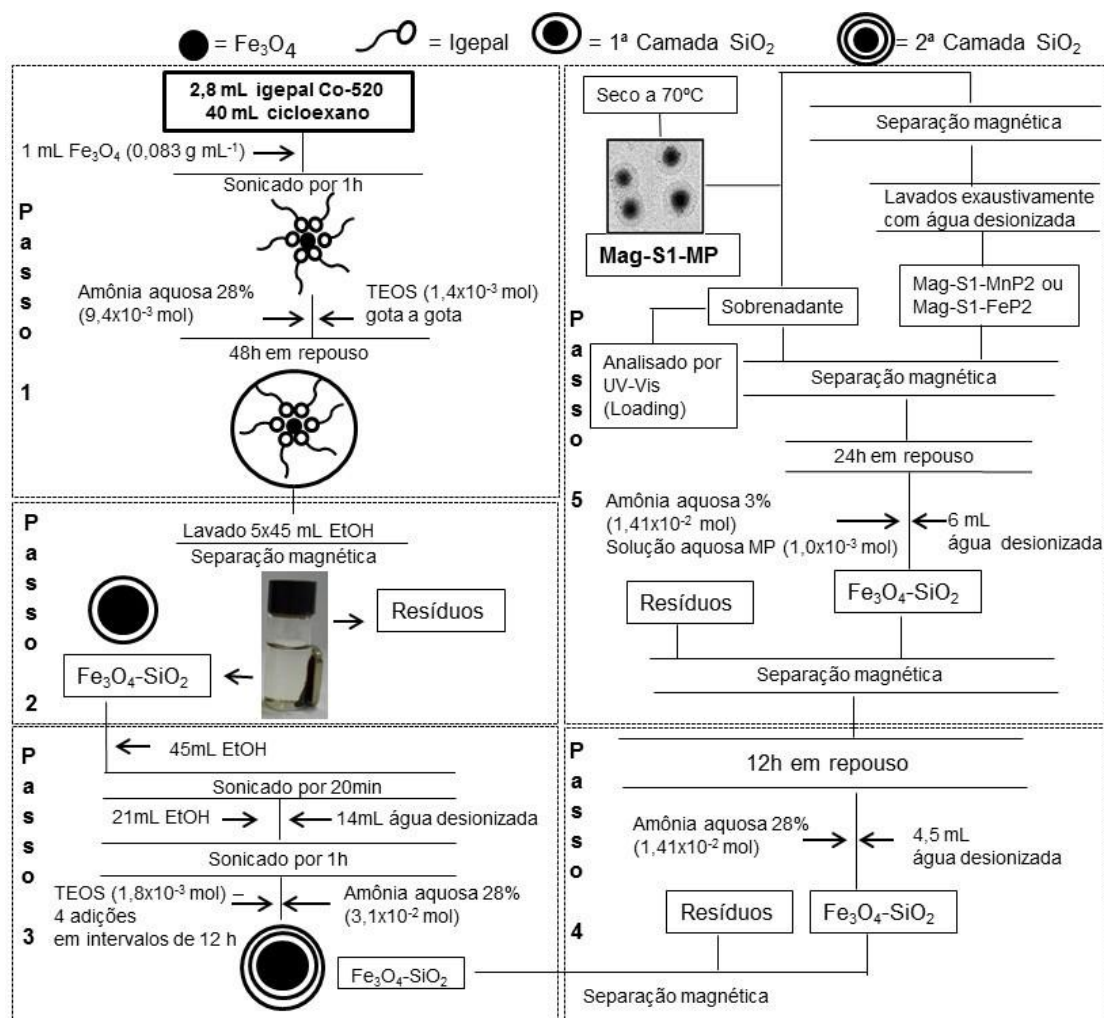 = Fe3O4
= Igepal
= 1ª Camada SiO2
= 2ª Camada SiO2
2,8 mL igepal Co-520
40 mL cicloexano
1 mL Fe3O4 (0,083 g mL-1)
Sonicado por 1h
Passo
1
Amônia aquosa 28%
(9,4x10-3 mol)
TEOS (1,4x10-3 mol)
gota a gota
48h em repouso
Passo
2
Lavado 5x45 mL EtOH
Separação magnética
Resíduos
Fe3O4-SiO2
Passo
3
45mL EtOH
Sonicado por 20min
21mL EtOH
14mL água desionizada
Sonicado por 1h
TEOS (1,8x10-3 mol) –
4 adições
em intervalos de 12 h
Amônia aquosa 28%
(3,1x10-2 mol)
Fe3O4-SiO2
Separação magnética
Passo
4
12h em repouso
Amônia aquosa 28%
(1,41x10-2 mol)
4,5 mL
água desionizada
Resíduos
Fe3O4-SiO2
Passo
5
Seco a 70ºC
Mag-S1-MP
Separação magnética
Lavados exaustivamente
com água desionizada
Mag-S1-MnP2 ou
Mag-S1-FeP2
Sobrenadante
Analisado por
UV-Vis
(Loading)
Separação magnética
24h em repouso
Amônia aquosa 3%
(1,41x10-2 mol)
Solução aquosa MP (1,0x10-3 mol)
6 mL
água desionizada
Fe3O4-SiO2
Resíduos
Separação magnética